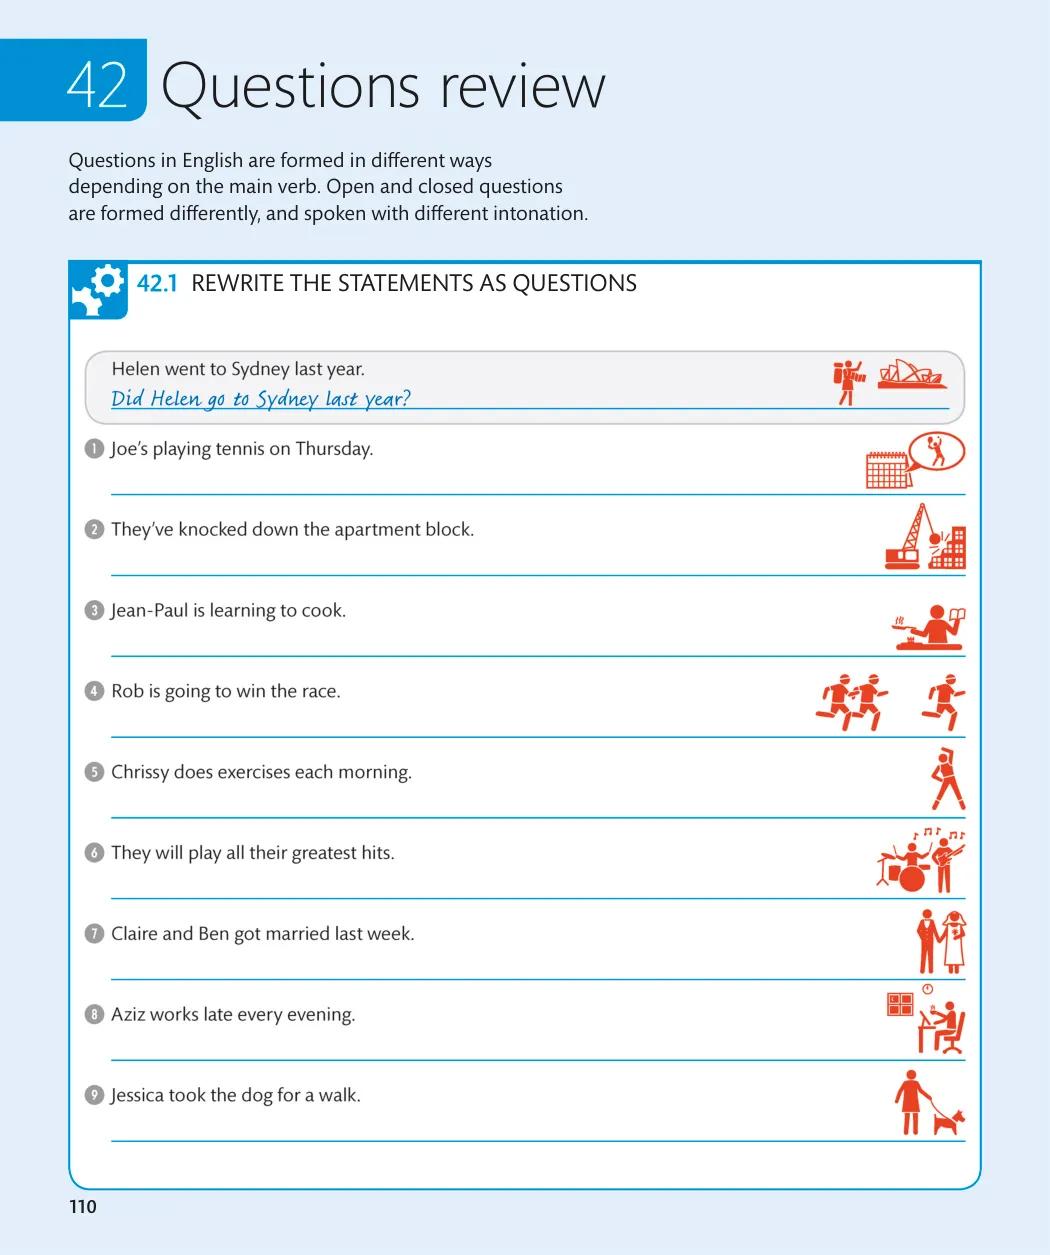 42 Questions review
Questions in English are formed in different ways
depending on the main verb. Open and closed questions
are formed differently, and spoken with different intonation.
42.1 REWRITE THE STATEMENTS AS QUESTIONS
Helen went to Sydney last year.
Did Helen go to Sydney last year?
1 Joe’s playing tennis on Thursday.
2 They’ve knocked down the apartment block.
3 Jean-Paul is learning to cook.
4 Rob is going to win the race.
5 Chrissy does exercises each morning.
6 They will play all their greatest hits.
7 Claire and Ben got married last week.
8 Aziz works late every evening.
9 Jessica took the dog for a walk.
110